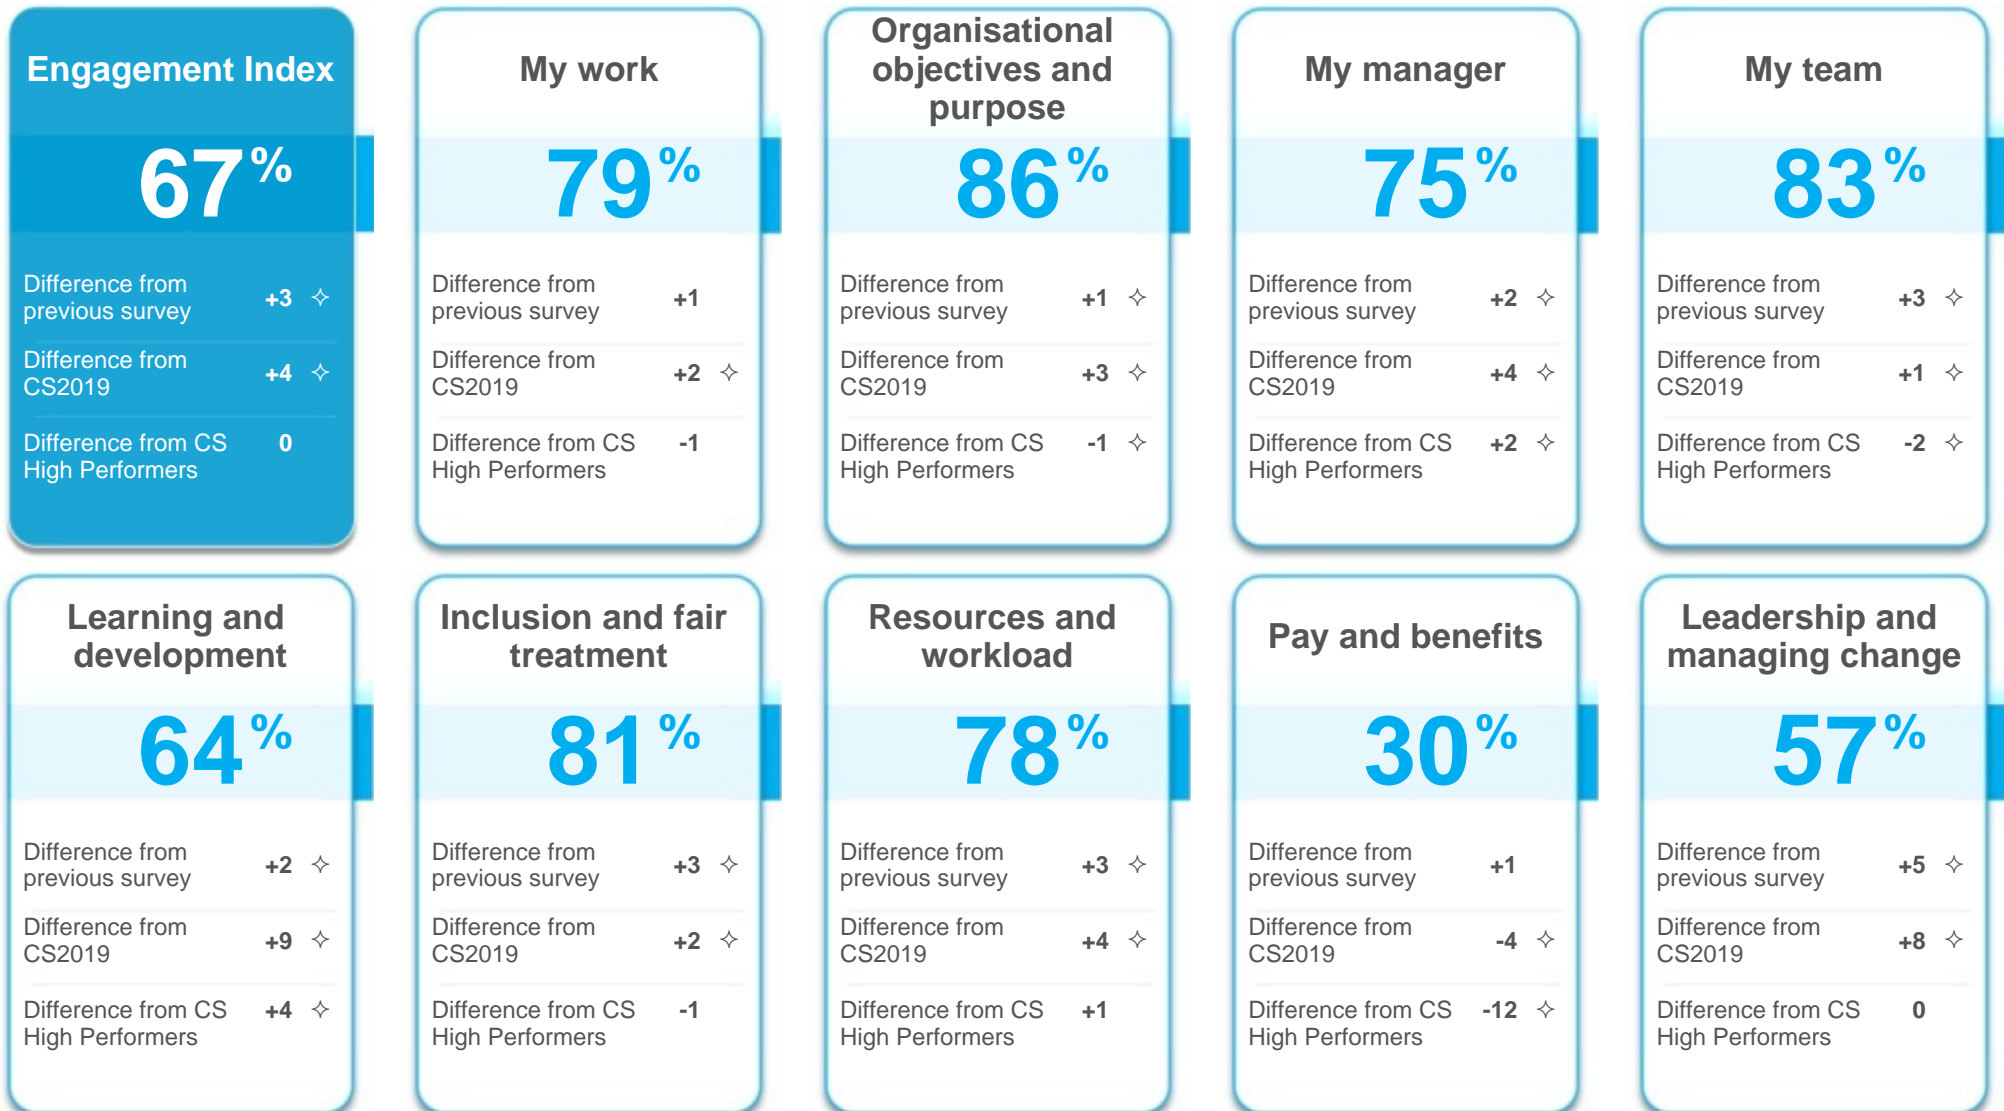 Engagement Index
67%
Difference from
previous survey +3 ✧
Difference from
CS2019 +4 ✧
Difference from CS
High Performers 0
My work
79%
Difference from
previous survey +1
Difference from
CS2019 +2 ✧
Difference from CS
High Performers -1
Organisational
objectives and
purpose
86%
Difference from
previous survey +1 ✧
Difference from
CS2019 +3 ✧
Difference from CS
High Performers -1 ✧
My manager
75%
Difference from
previous survey +2 ✧
Difference from
CS2019 +4 ✧
Difference from CS
High Performers +2 ✧
My team
83%
Difference from
previous survey +3 ✧
Difference from
CS2019 +1 ✧
Difference from CS
High Performers -2 ✧
Learning and
development
64%
Difference from
previous survey +2 ✧
Difference from
CS2019 +9 ✧
Difference from CS
High Performers +4 ✧
Inclusion and fair
treatment
81%
Difference from
previous survey +3 ✧
Difference from
CS2019 +2 ✧
Difference from CS
High Performers -1
Resources and
workload
78%
Difference from
previous survey +3 ✧
Difference from
CS2019 +4 ✧
Difference from CS
High Performers +1
Pay and benefits
30%
Difference from
previous survey +1
Difference from
CS2019 -4 ✧
Difference from CS
High Performers -12 ✧
Leadership and
managing change
57%
Difference from
previous survey +5 ✧
Difference from
CS2019 +8 ✧
Difference from CS
High Performers 0